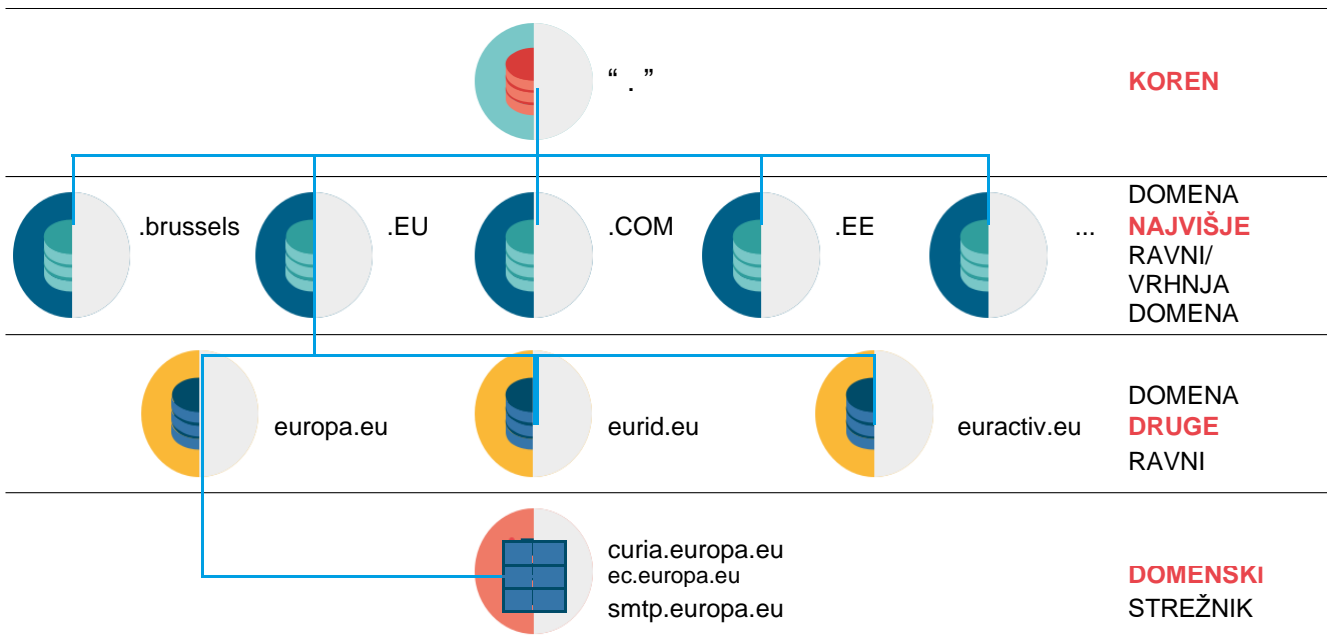 “ . ”
KOREN
.brussels
.EU
.COM
.EE
...
DOMENA
NAJVIŠJE
RAVNI/
VRHNJA
DOMENA
europa.eu
eurid.eu
euractiv.eu
DOMENA
DRUGE
RAVNI
curia.europa.eu
ec.europa.eu
smtp.europa.eu
DOMENSKI
STREŽNIK